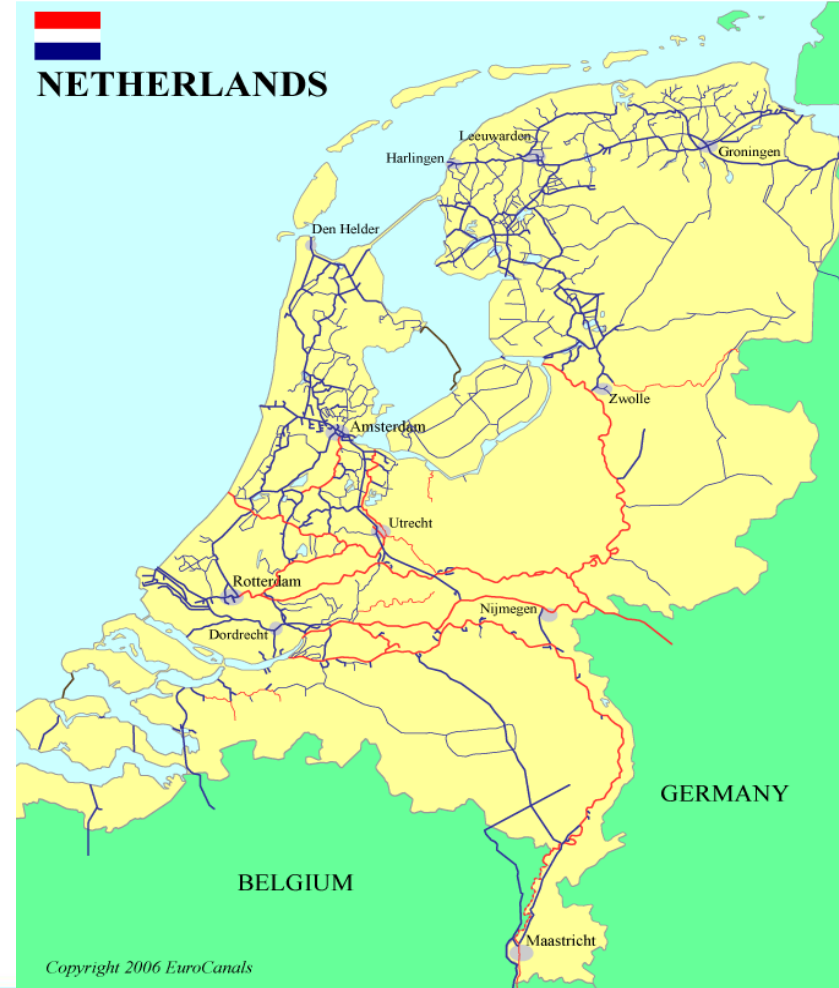 NETHERLANDS
Leeuwarden
Harlingen
Groningen
Den Helder
Zwolle
Amsterdam
Utrecht
Rotterdam
Nijmegen
Dordrecht
GERMANY
BELGIUM
Maastricht
Copyright 2006 EuroCanals